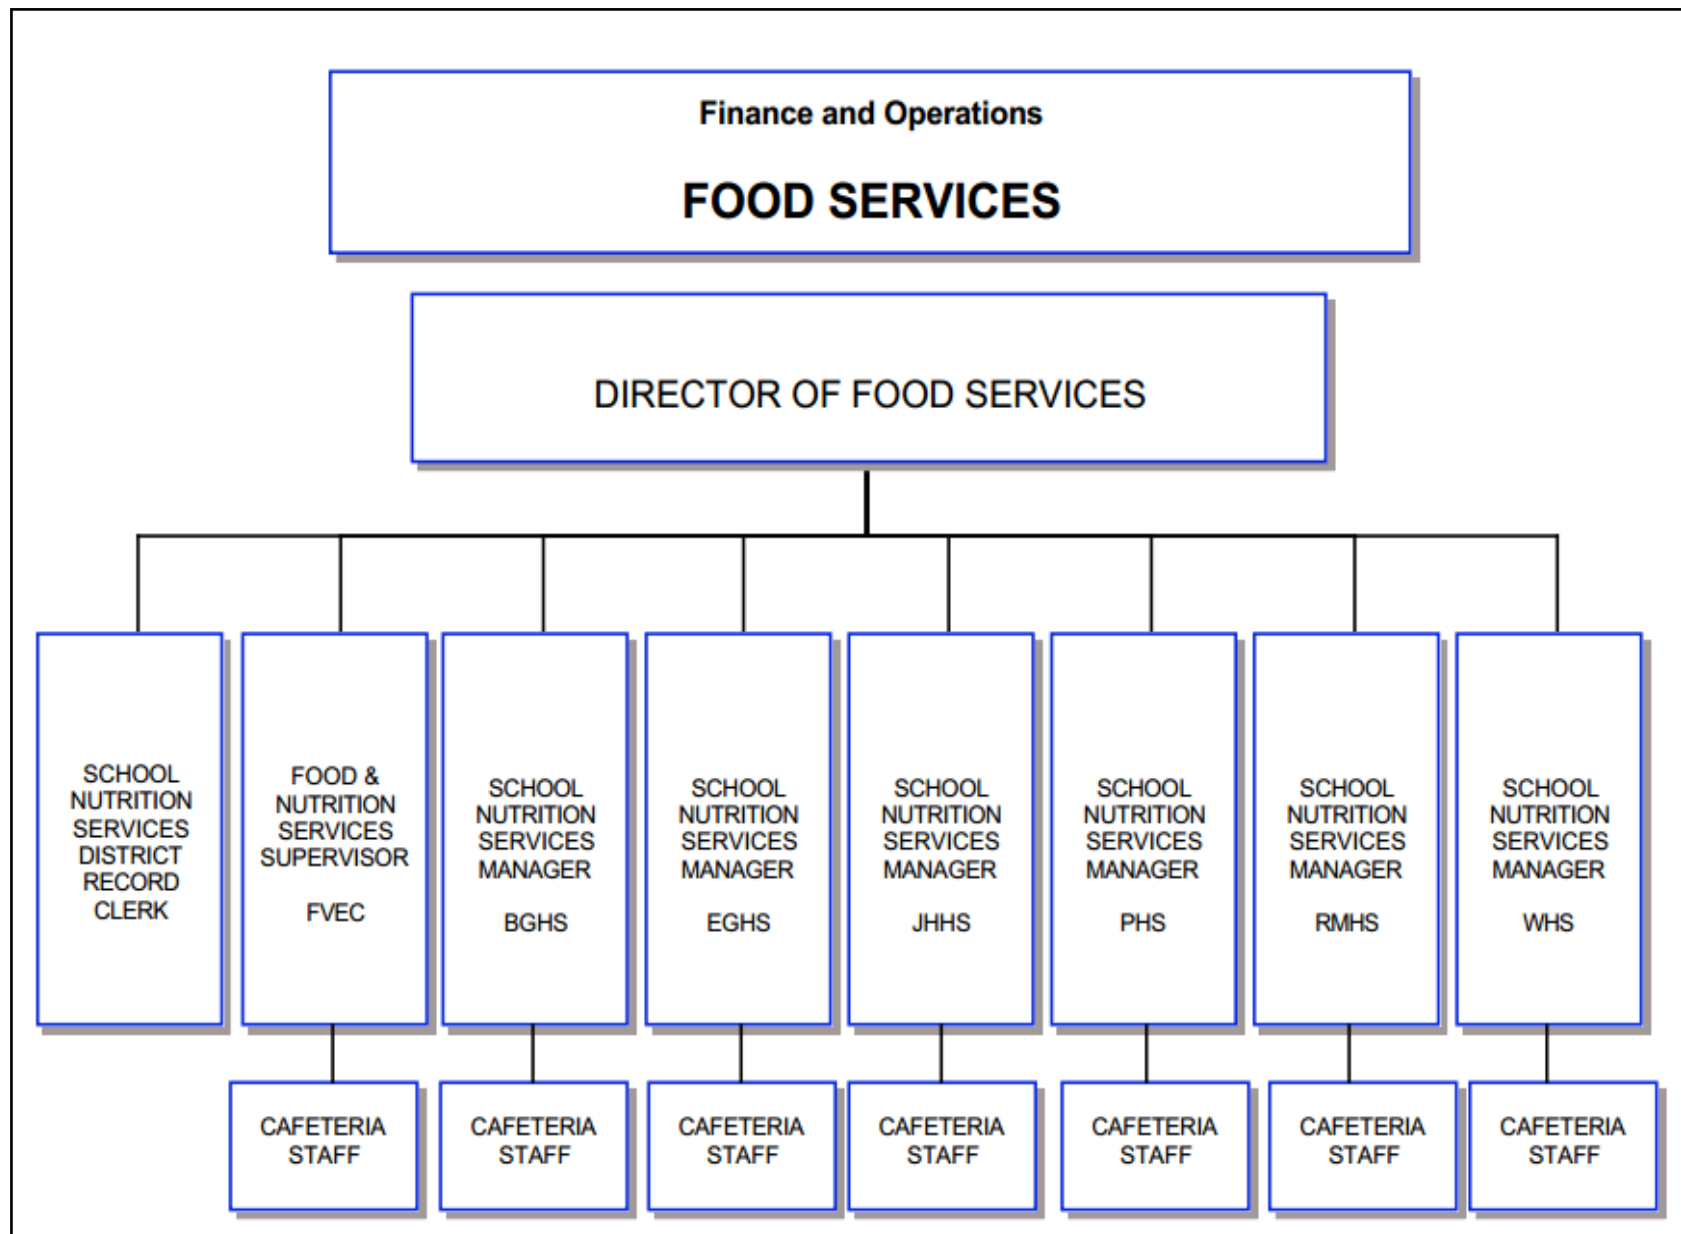 Finance and Operations
FOOD SERVICES
DIRECTOR OF FOOD SERVICES
SCHOOL
NUTRITION
SERVICES
DISTRICT
RECORD
CLERK
FOOD &
NUTRITION
SERVICES
SUPERVISOR
FVEC
SCHOOL
NUTRITION
SERVICES
MANAGER
BGHS
SCHOOL
NUTRITION
SERVICES
MANAGER
EGHS
SCHOOL
NUTRITION
SERVICES
MANAGER
JHHS
SCHOOL
NUTRITION
SERVICES
MANAGER
PHS
SCHOOL
NUTRITION
SERVICES
MANAGER
RMHS
SCHOOL
NUTRITION
SERVICES
MANAGER
WHS
CAFETERIA
STAFF
CAFETERIA
STAFF
CAFETERIA
STAFF
CAFETERIA
STAFF
CAFETERIA
STAFF
CAFETERIA
STAFF
CAFETERIA
STAFF